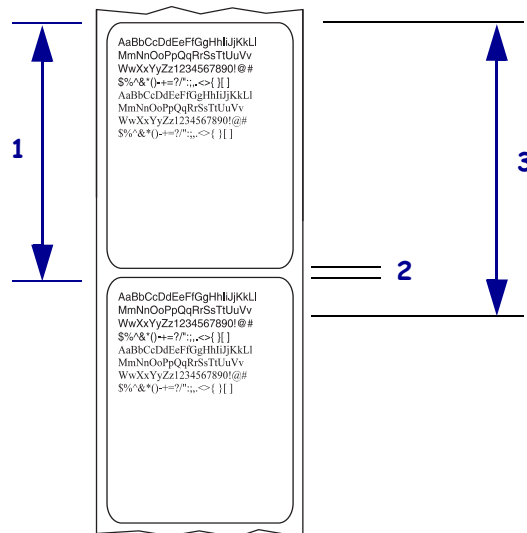 AaBbCcDdEeFfGgHhIiJjKkLl
MmNnOoPpQqRrSsTtUuVv
WwXxYyZz1234567890!@#
$%^&*()-+=?/":;,.<>{ }[ ]
AaBbCcDdEeFfGgHhIiJjKkLl
MmNnOoPpQqRrSsTtUuVv
WwXxYyZz1234567890!@#
$%^&*()-+=?/":;,.<>{ }[ ]
1
3
2
AaBbCcDdEeFfGgHhIiJjKkLl
MmNnOoPpQqRrSsTtUuVv
WwXxYyZz1234567890!@#
$%^&*()-+=?/":;,.<>{ }[ ]
AaBbCcDdEeFfGgHhIiJjKkLl
MmNnOoPpQqRrSsTtUuVv
WwXxYyZz1234567890!@#
$%^&*()-+=?/":;,.<>{ }[ ]